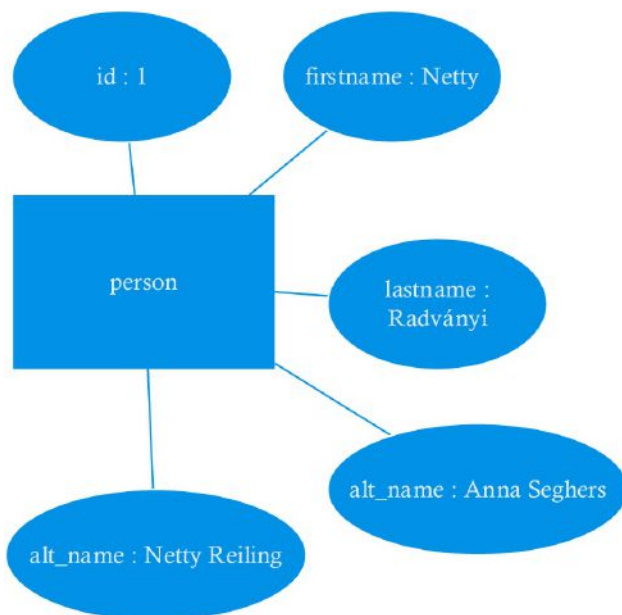 id : 1
firstname : Netty
person
lastname :
Radványi
alt_name : Anna Seghers
alt_name : Netty Reiling